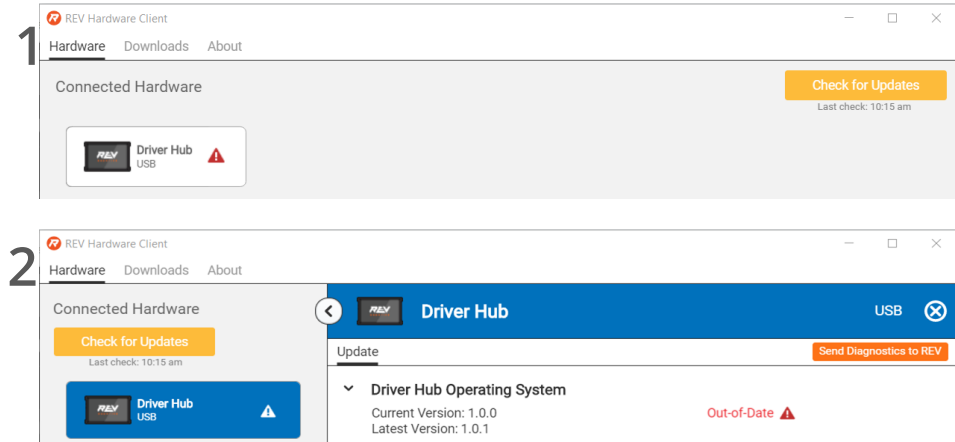 1
REV Hardware Client
Hardware Downloads About
Connected Hardware
Check for Updates
Last check: 10:15 am
REV
Driver Hub
USB
2
REV Hardware Client
Hardware Downloads About
Connected Hardware
Check for Updates
Last check: 10:15 am
REV
Driver Hub
USB
REV
Driver Hub
USB
Update
Send Diagnostics to REV
Driver Hub Operating System
Current Version: 1.0.0
Out-of-Date
Latest Version: 1.0.1